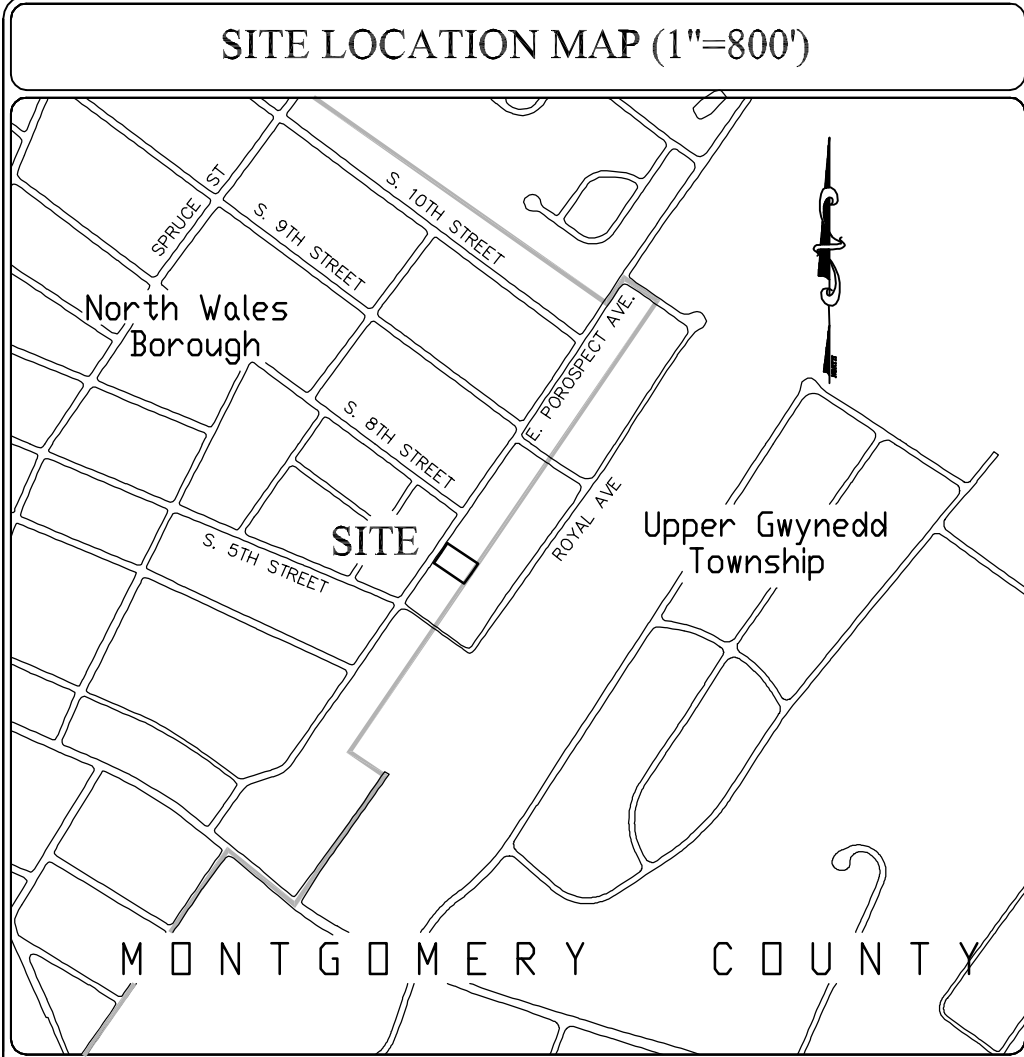 SITE LOCATION MAP (1"=800')
SPRUCE ST
S. 10TH STREET
S. 9TH STREET
North Wales
Borough
E. POROSPECT AVE.
S. 8TH STREET
SITE
ROYAL AVE
Upper Gwynedd
Township
S. 5TH STREET
MONTGOMERY COUNTY